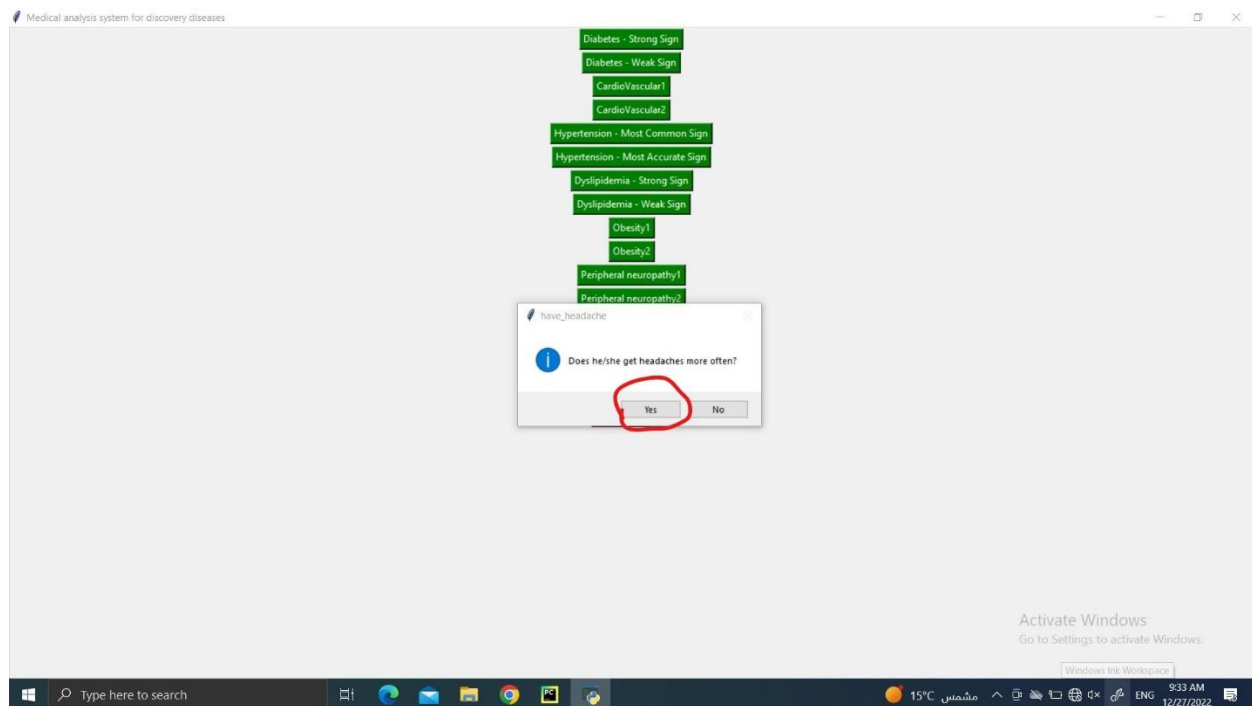 Medical analysis system for discovery diseases
Diabetes - Strong Sign
Diabetes - Weak Sign
CardioVascular1
CardioVascular2
Hypertension - Most Common Sign
Hypertension - Most Accurate Sign
Dyslipidemia - Strong Sign
Dyslipidemia - Weak Sign
Obesity1
Obesity2
Peripheral neuropathy1
Peripheral neuropathy2
have_headache
Does he/she get headaches more often?
Yes No
Activate Windows
Go to Settings to activate Windows.
Windows Ink Workspace
Type here to search
15°C مشمس ENG 9:33 AM
12/27/2022